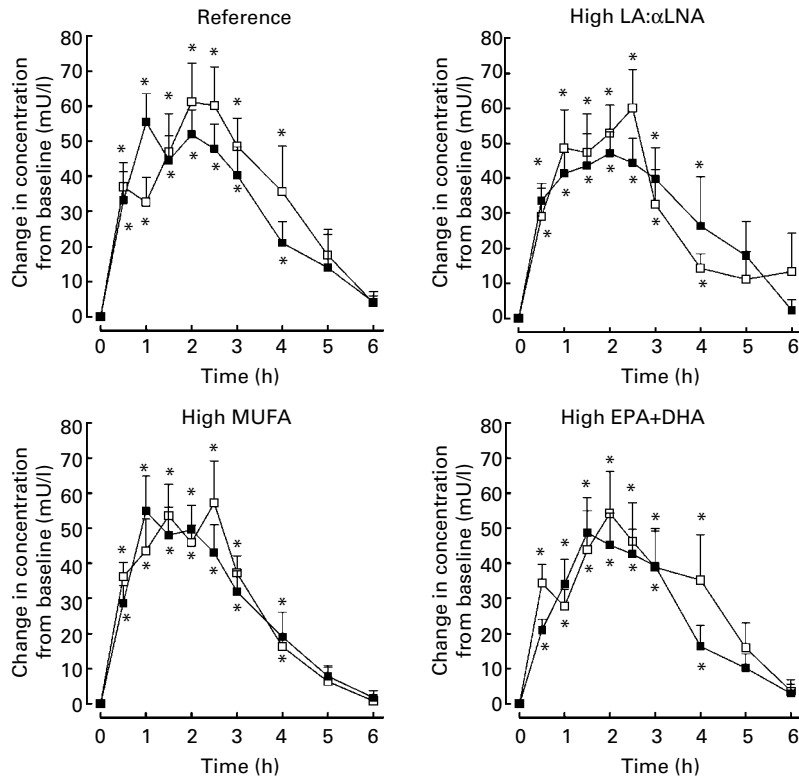 Reference
High LA:αLNA
Change in concentration
from baseline (mU/l)
80
70
60
50
40
30
20
10
0
* * * * * * *
* * * * * * *
0 1 2 3 4 5 6
Time (h)
Change in concentration
from baseline (mU/l)
80
70
60
50
40
30
20
10
0
* * * * * * *
* * * * * * *
0 1 2 3 4 5 6
Time (h)
High MUFA
High EPA+DHA
Change in concentration
from baseline (mU/l)
80
70
60
50
40
30
20
10
0
* * * * * * *
* * * * * * *
0 1 2 3 4 5 6
Time (h)
Change in concentration
from baseline (mU/l)
80
70
60
50
40
30
20
10
0
* * * * * * *
* * * * * * *
0 1 2 3 4 5 6
Time (h)